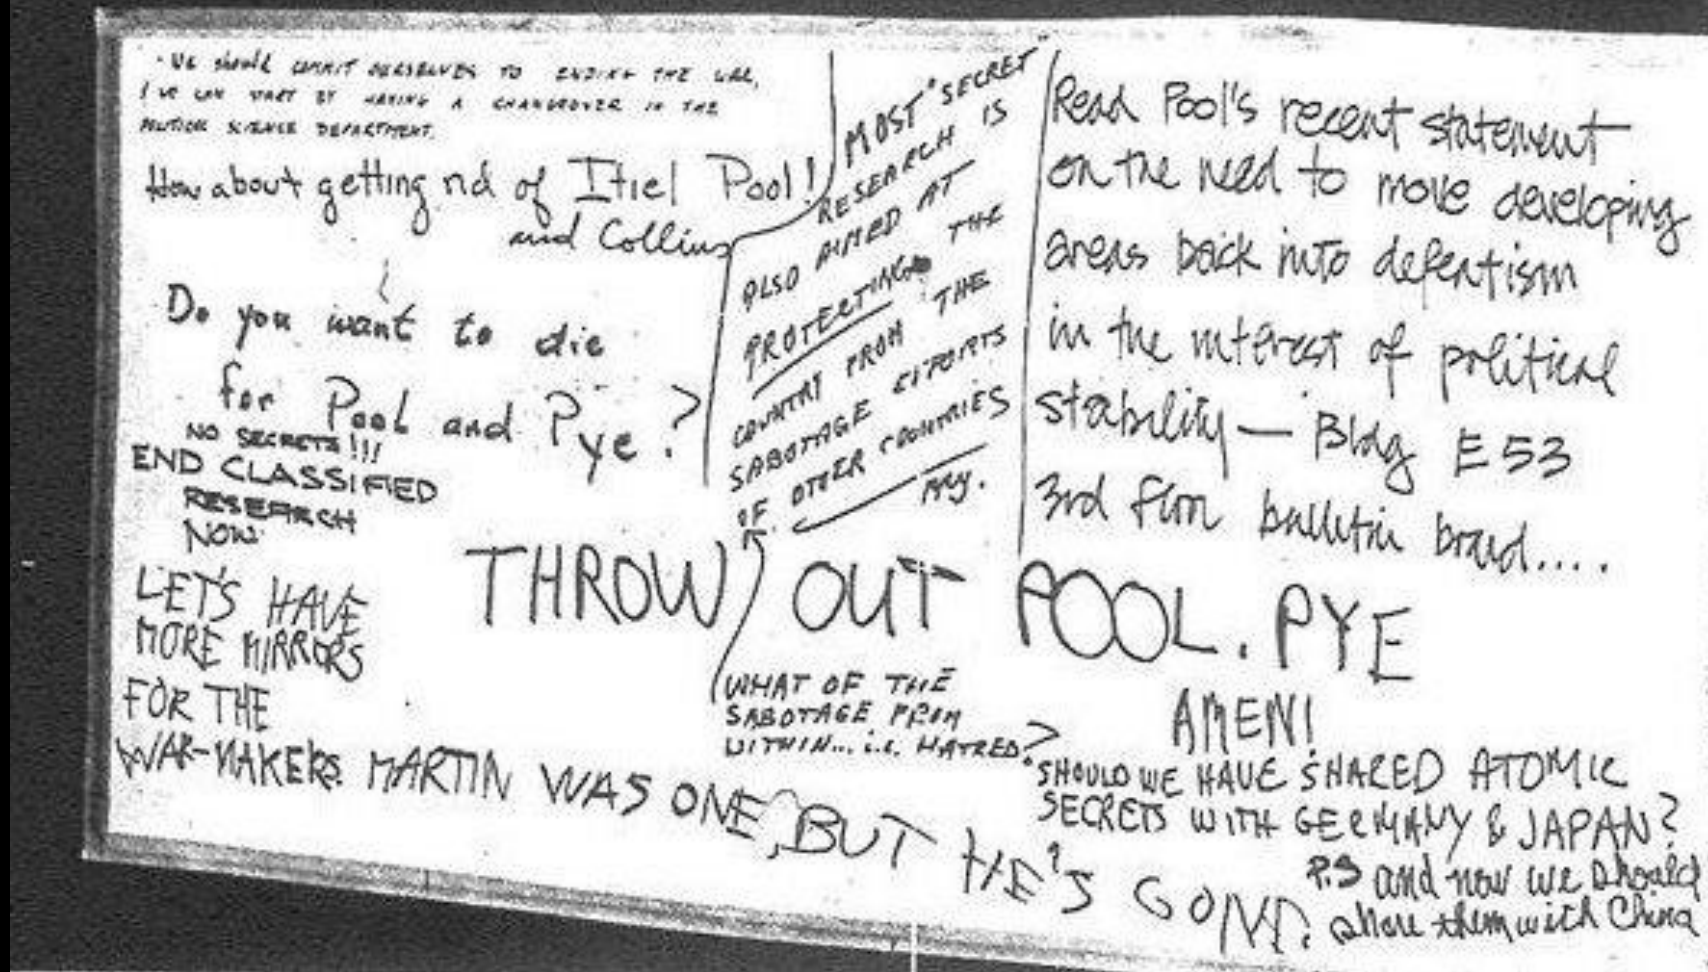 - We should commit ourselves to ending the war,
& we can start by having a changeover in the
political science department.
How about getting rid of Ithiel Pool!
and Collins
Do you want to die
for Pool and Pye?
NO SECRETS!!!
END CLASSIFIED
RESEARCH
NOW.
LET'S HAVE
MORE MIRRORS
FOR THE
WAR-MAKERS. MARTIN WAS ONE, BUT HE'S GONE.
MOST "SECRET"
RESEARCH IS
ALSO AIMED AT
PROTECTING THE
COUNTRY FROM THE
SABOTAGE EFFORTS
OF OTHER COUNTRIES
WHAT OF THE
SABOTAGE FROM
WITHIN... i.e. HATRED?
Read Pool's recent statement
on the need to move developing
areas back into defeatism
in the interest of political
stability — Bldg E53
3rd floor bulletin board....
THROW OUT POOL. PYE
AMEN!
SHOULD WE HAVE SHARED ATOMIC
SECRETS WITH GERMANY & JAPAN?
P.S and now we should
share them with China